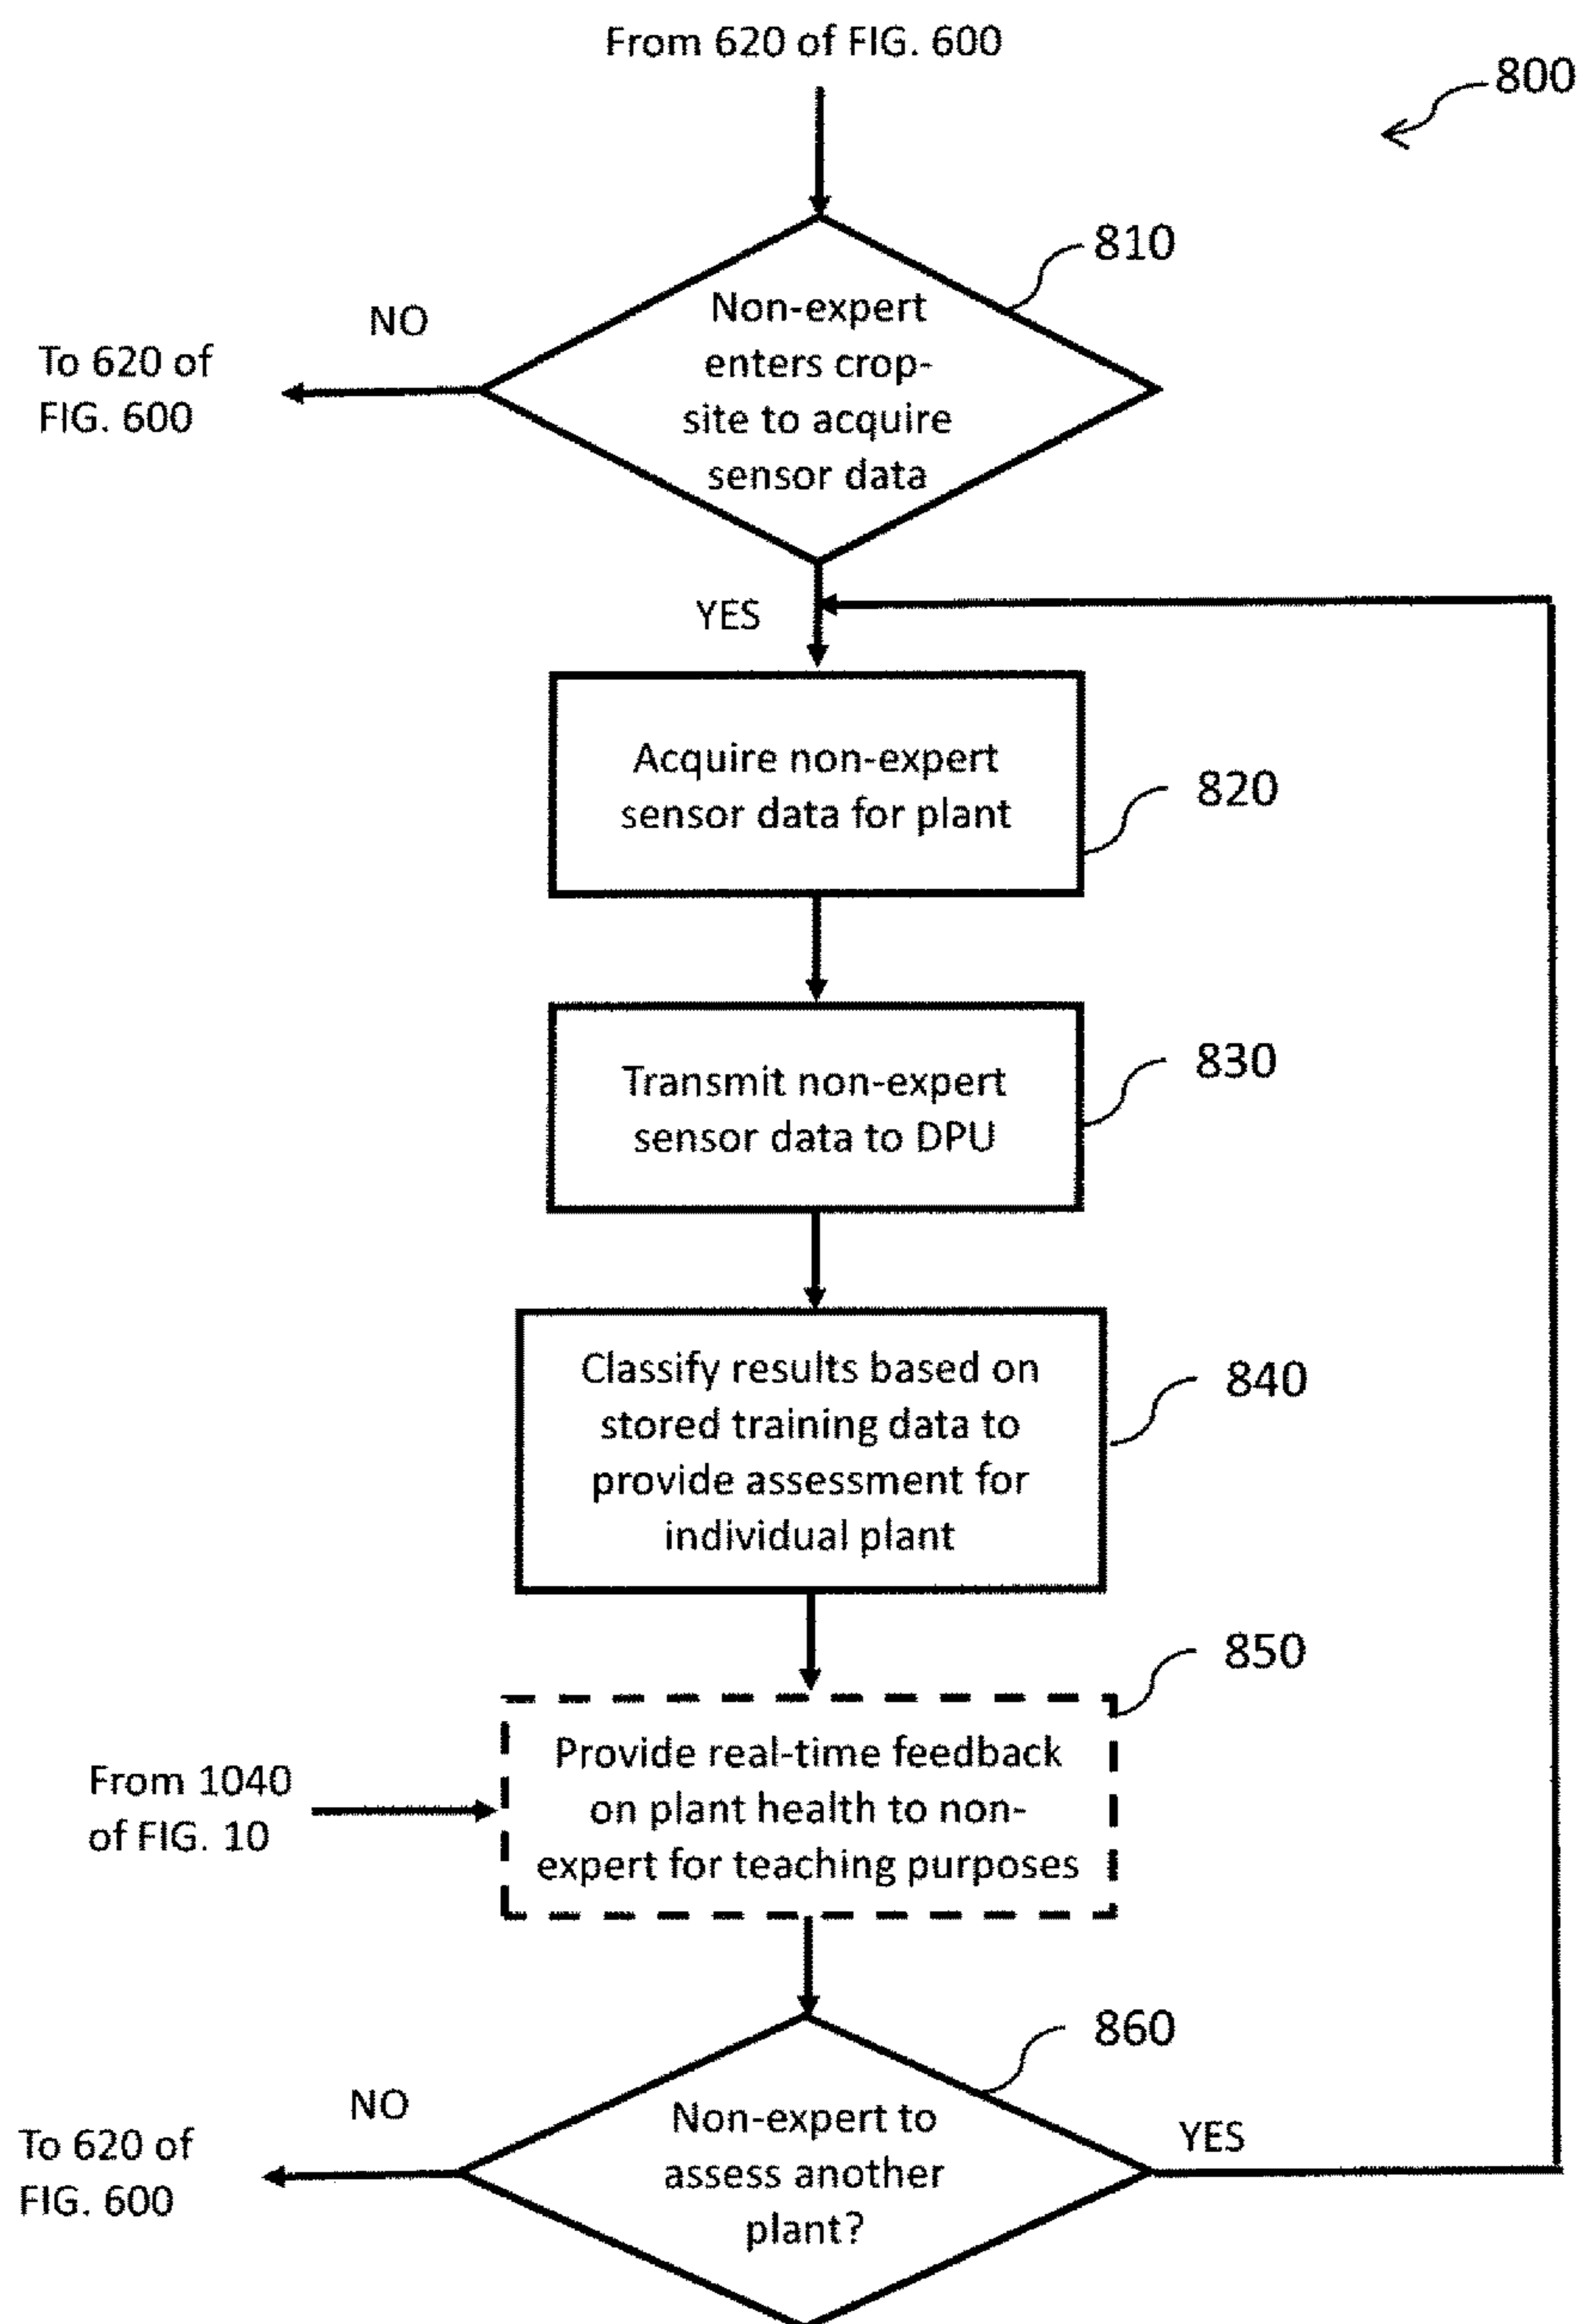 From 620 of FIG. 600
800
810
Non-expert
enters crop-
site to acquire
sensor data
NO
To 620 of
FIG. 600
YES
Acquire non-expert
sensor data for plant
820
Transmit non-expert
sensor data to DPU
830
Classify results based on
stored training data to
provide assessment for
individual plant
840
850
Provide real-time feedback
on plant health to non-
expert for teaching purposes
From 1040
of FIG. 10
860
Non-expert to
assess another
plant?
NO
To 620 of
FIG. 600
YES